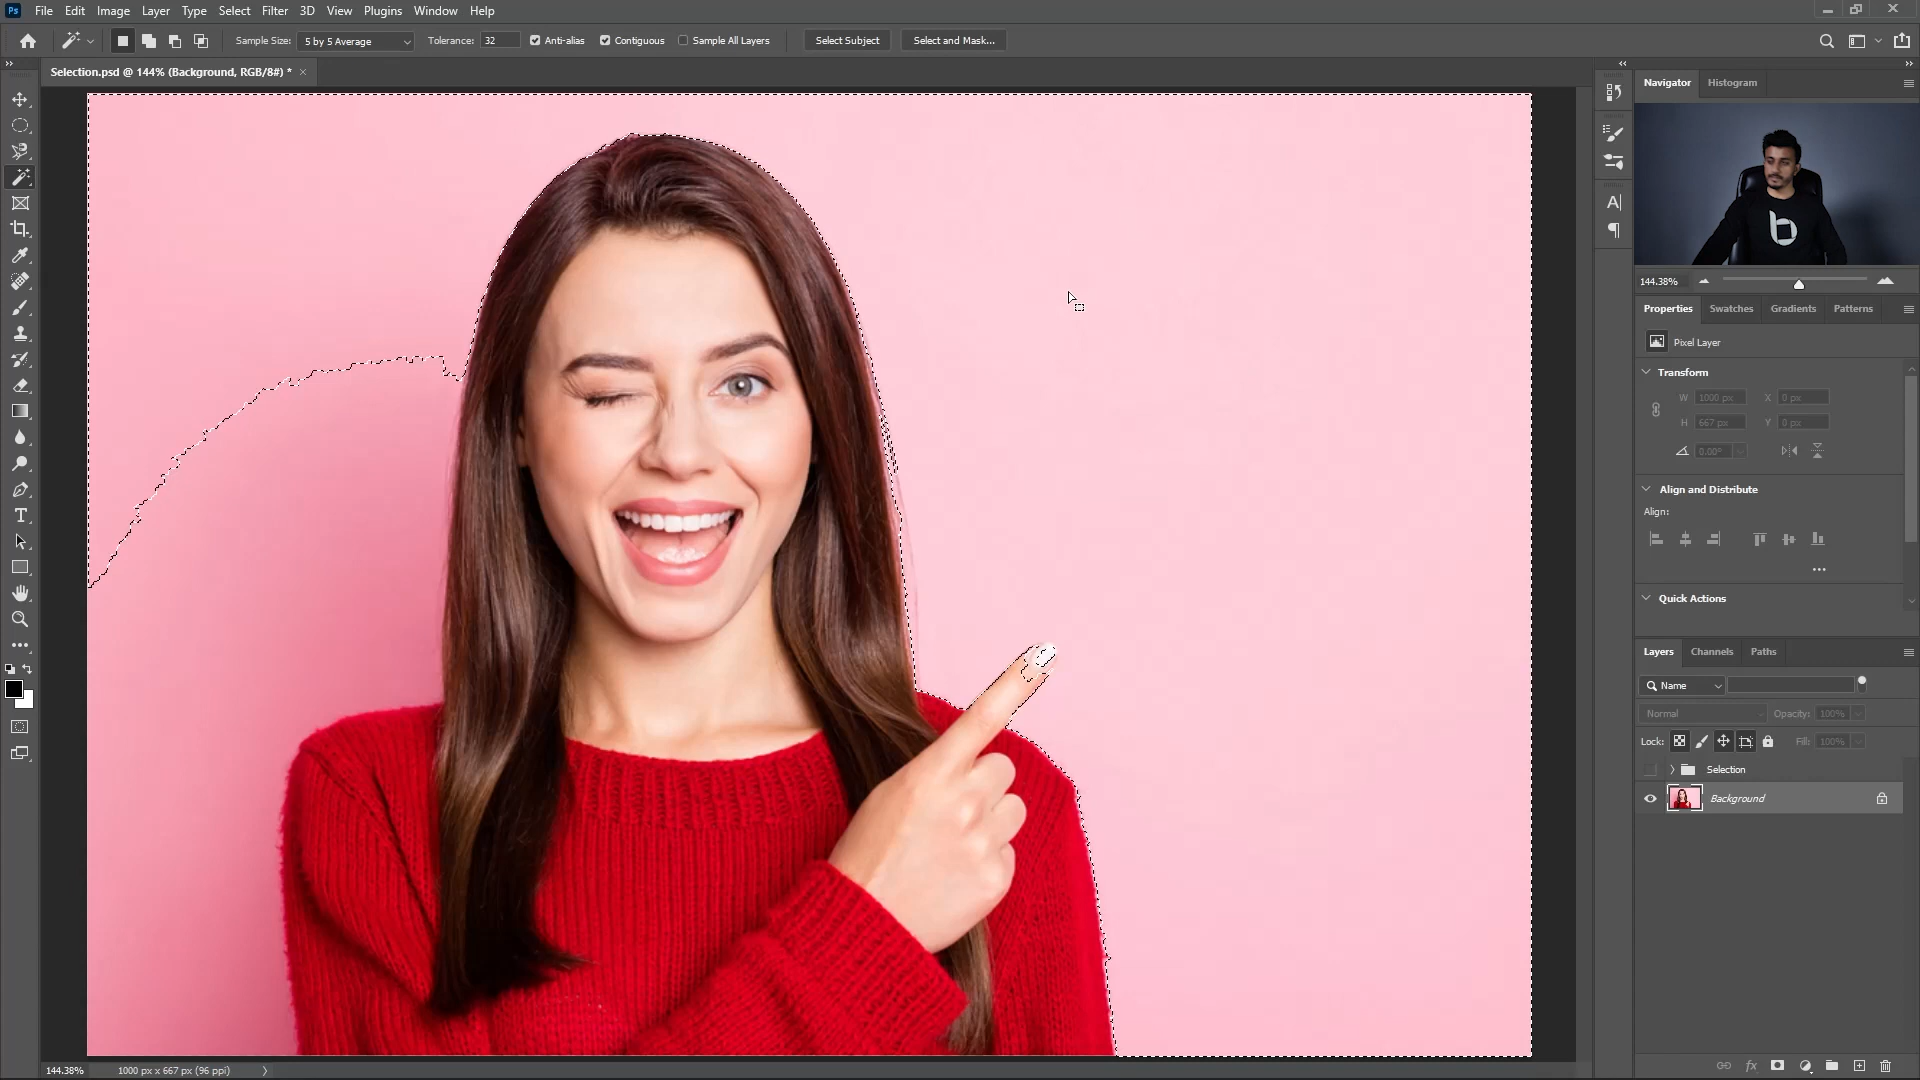 Ps File Edit Image Layer Type Select Filter 3D View Plugins Window Help
Sample Size: 5 by 5 Average Tolerance: 32 Anti-alias Contiguous Sample All Layers Select Subject Select and Mask...
Selection.psd @ 144% (Background, RGB/8#) *
Navigator Histogram
144.38%
Properties Swatches Gradients Patterns
Pixel Layer
Transform
W 1000 px X 0 px
H 667 px Y 0 px
0.00°
Align and Distribute
Align:
Quick Actions
Layers Channels Paths
Name
Normal Opacity: 100%
Lock: Fill: 100%
Selection
Background
fx
144.38% 1000 px x 667 px (96 ppi)